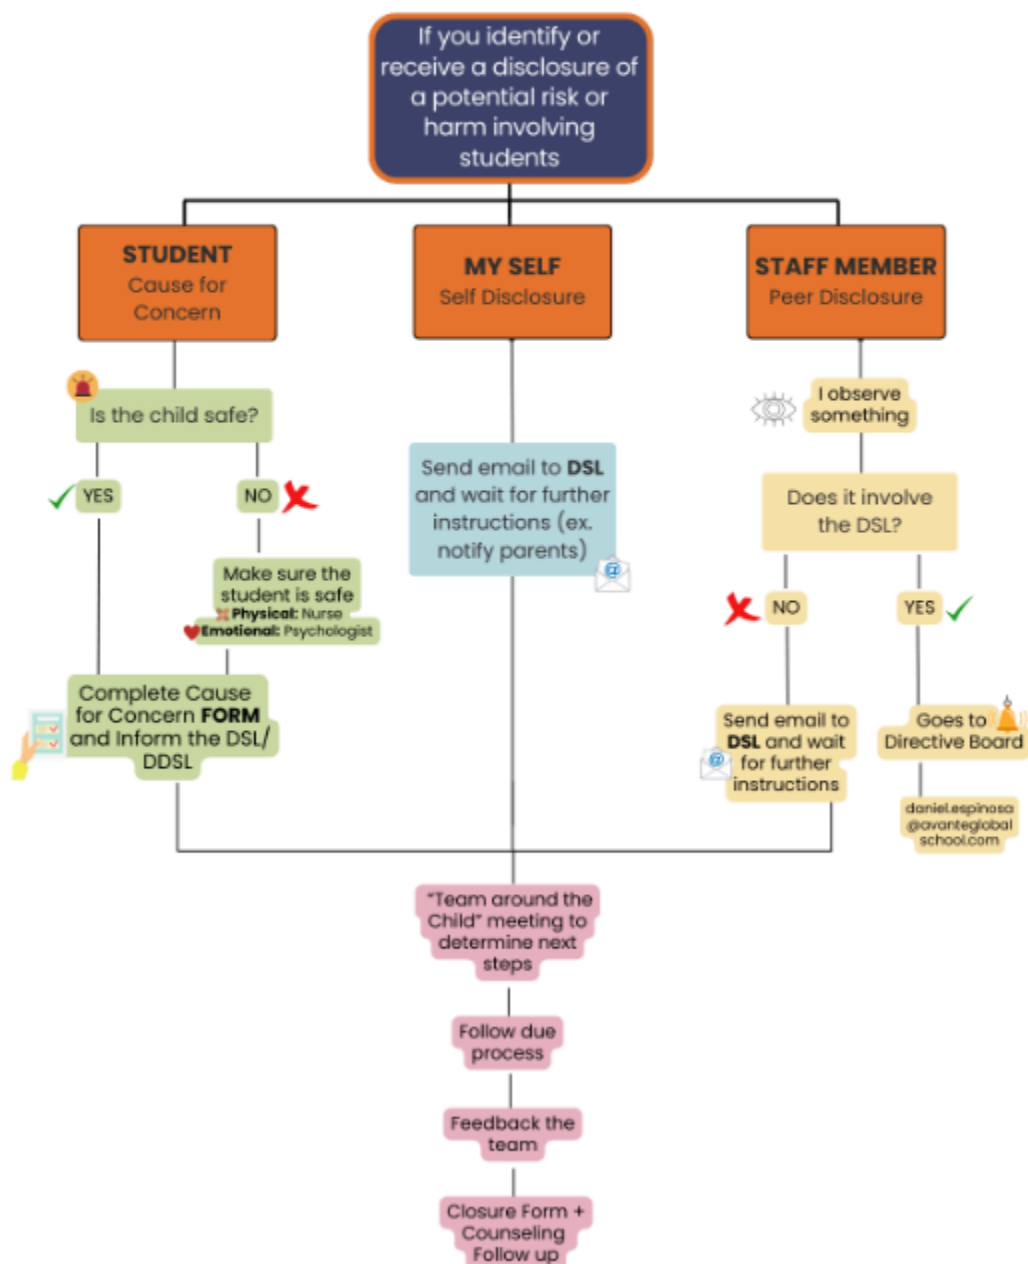 If you identify or
receive a disclosure of
a potential risk or
harm involving
students
STUDENT
Cause for
Concern
MY SELF
Self Disclosure
STAFF MEMBER
Peer Disclosure
Is the child safe?
YES
NO
Make sure the
student is safe
Physical: Nurse
Emotional: Psychologist
Complete Cause
for Concern FORM
and Inform the DSL/
DDSL
Send email to DSL
and wait for further
instructions (ex.
notify parents)
@
I observe
something
Does it involve
the DSL?
NO
YES
Send email to
DSL and wait
for further
instructions
@
Goes to
Directive Board
daniel.espinosa
@avanteglobal
school.com
"Team around the
Child" meeting to
determine next
steps
Follow due
process
Feedback the
team
Closure Form +
Counseling
Follow up